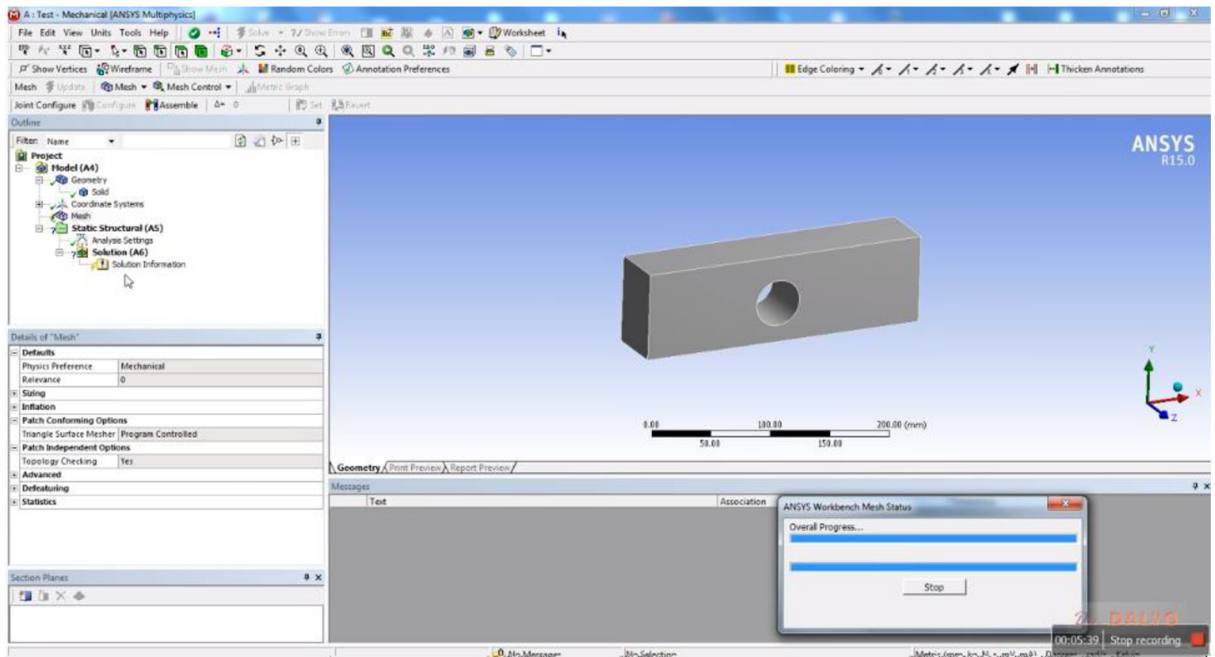 A : Test - Mechanical [ANSYS Multiphysics]
File Edit View Units Tools Help Solve ?/ Show Errors Worksheet
Show Vertices Wireframe Show Mesh Random Colors Annotation Preferences Edge Coloring Thicken Annotations
Mesh Update Mesh Mesh Control Metric Graph
Joint Configure Configure Assemble Δ= 0 Set Revert
Outline
Filter: Name
Project
Model (A4)
Geometry
Solid
Coordinate Systems
Mesh
Static Structural (A5)
Analysis Settings
Solution (A6)
Solution Information
ANSYS
R15.0
Details of "Mesh"
Defaults
Physics Preference Mechanical
Relevance 0
Sizing
Inflation
Patch Conforming Options
Triangle Surface Mesher Program Controlled
Patch Independent Options
Topology Checking Yes
Advanced
Defeaturing
Statistics
Y
X
Z
0.00 100.00 200.00 (mm)
50.00 150.00
Geometry Print Preview Report Preview
Messages
Text Association
ANSYS Workbench Mesh Status
Overall Progress...
Stop
Section Planes
00:05:39 Stop recording
No Messages No Selection